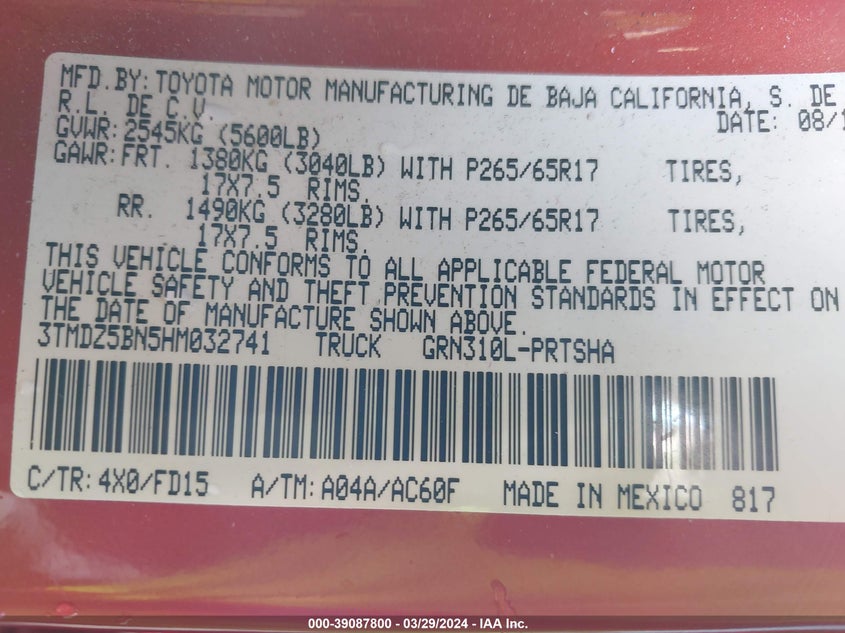 MFD.BY: TOYOTA MOTOR MANUFACTURING DE BAJA CALIFORNIA, S. DE
R.L. DE C.V. DATE: 08/1
GVWR: 2545KG (5600LB)
GAWR: FRT. 1380KG (3040LB) WITH P265/65R17 TIRES,
17X7.5 RIMS.
RR. 1490KG (3280LB) WITH P265/65R17 TIRES,
17X7.5 RIMS.
THIS VEHICLE CONFORMS TO ALL APPLICABLE FEDERAL MOTOR
VEHICLE SAFETY AND THEFT PREVENTION STANDARDS IN EFFECT ON
THE DATE OF MANUFACTURE SHOWN ABOVE.
3TMDZ5BN5HM032741 TRUCK GRN310L-PRTSHA
C/TR: 4X0/FD15 A/TM: A04A/AC60F MADE IN MEXICO 817
000-39087800 - 03/29/2024 - IAA Inc.